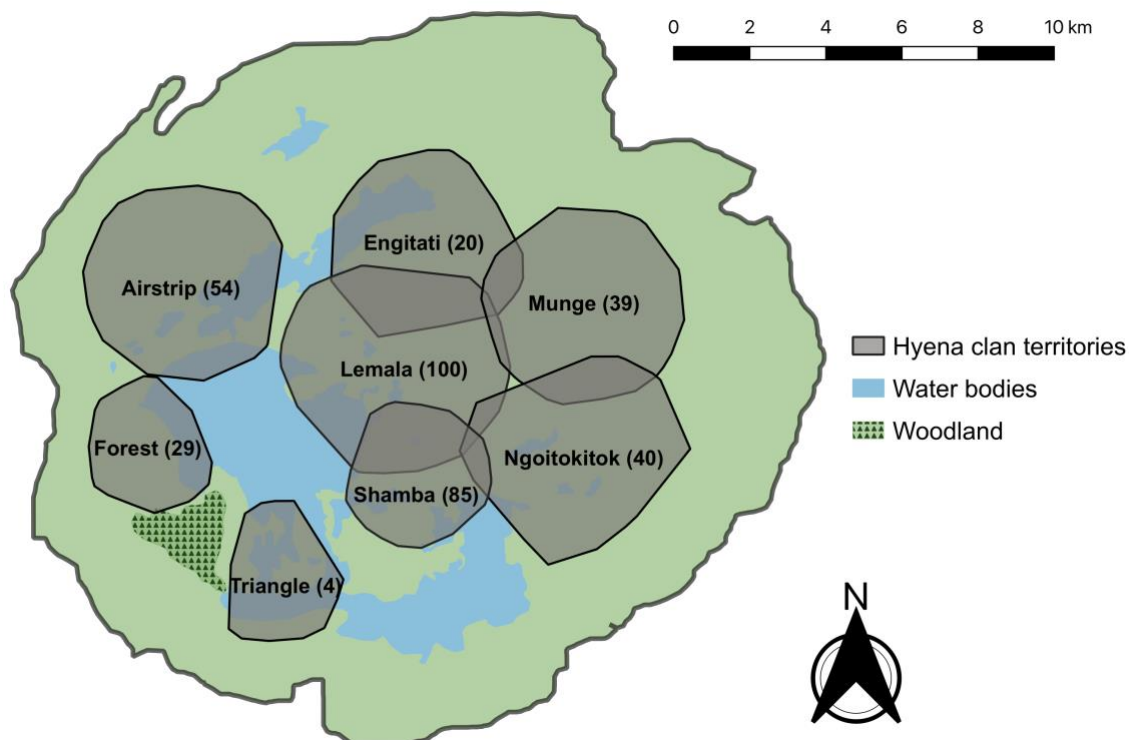 0 2 4 6 8 10 km
Engitati (20)
Airstrip (54)
Munge (39)
Lemala (100)
Hyena clan territories
Water bodies
Woodland
Forest (29)
Ngoitokitok (40)
Shamba (85)
Triangle (4)
N